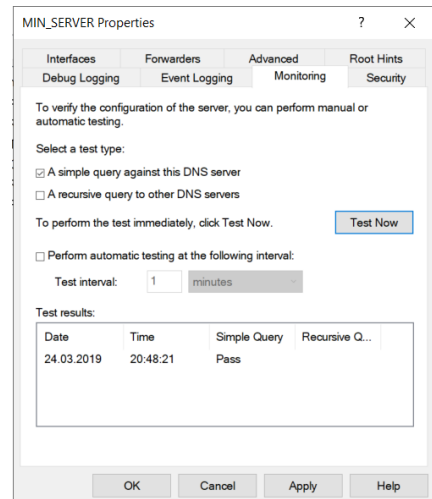 MIN_SERVER Properties ? ×
Interfaces Forwarders Advanced Root Hints
Debug Logging Event Logging Monitoring Security
To verify the configuration of the server, you can perform manual or
automatic testing.
Select a test type:
A simple query against this DNS server
A recursive query to other DNS servers
To perform the test immediately, click Test Now. Test Now
Perform automatic testing at the following interval:
Test interval: 1 minutes
Test results:
Date Time Simple Query Recursive Q...
24.03.2019 20:48:21 Pass
OK Cancel Apply Help